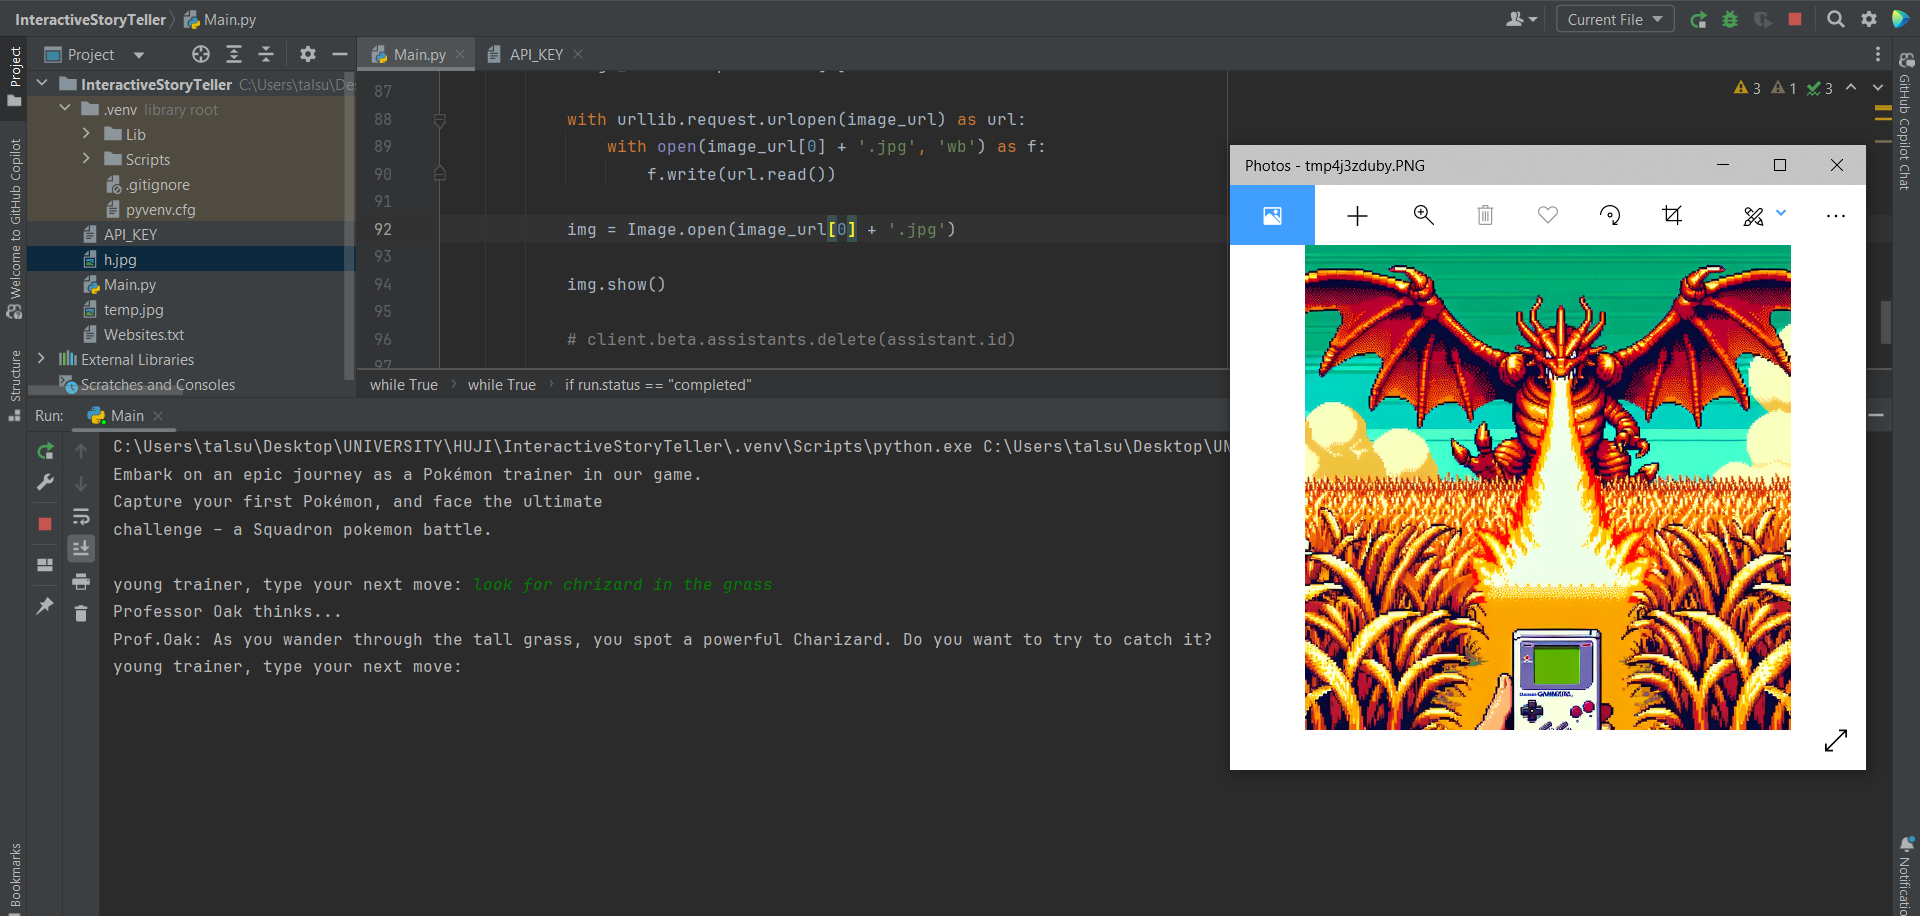 InteractiveStoryTeller
Main.py
Current File
Project
Main.py
API_KEY
InteractiveStoryTeller C:\Users\talsu\De
.venv library root
Lib
Scripts
.gitignore
pyvenv.cfg
API_KEY
h.jpg
Main.py
temp.jpg
Websites.txt
External Libraries
Scratches and Consoles
Project
Welcome to GitHub Copilot
Structure
Bookmarks
87
88 with urllib.request.urlopen(image_url) as url:
89 with open(image_url[0] + '.jpg', 'wb') as f:
90 f.write(url.read())
91
92 img = Image.open(image_url[0] + '.jpg')
93
94 img.show()
95
96 # client.beta.assistants.delete(assistant.id)
97
3 1 3
while True
while True
if run.status == "completed"
Run: Main
C:\Users\talsu\Desktop\UNIVERSITY\HUJI\InteractiveStoryTeller\.venv\Scripts\python.exe C:\Users\talsu\Desktop\UN
Embark on an epic journey as a Pokémon trainer in our game.
Capture your first Pokémon, and face the ultimate
challenge - a Squadron pokemon battle.
young trainer, type your next move: look for chrizard in the grass
Professor Oak thinks...
Prof.Oak: As you wander through the tall grass, you spot a powerful Charizard. Do you want to try to catch it?
young trainer, type your next move:
Photos - tmp4j3zduby.PNG
GitHub Copilot Chat
Notificatio